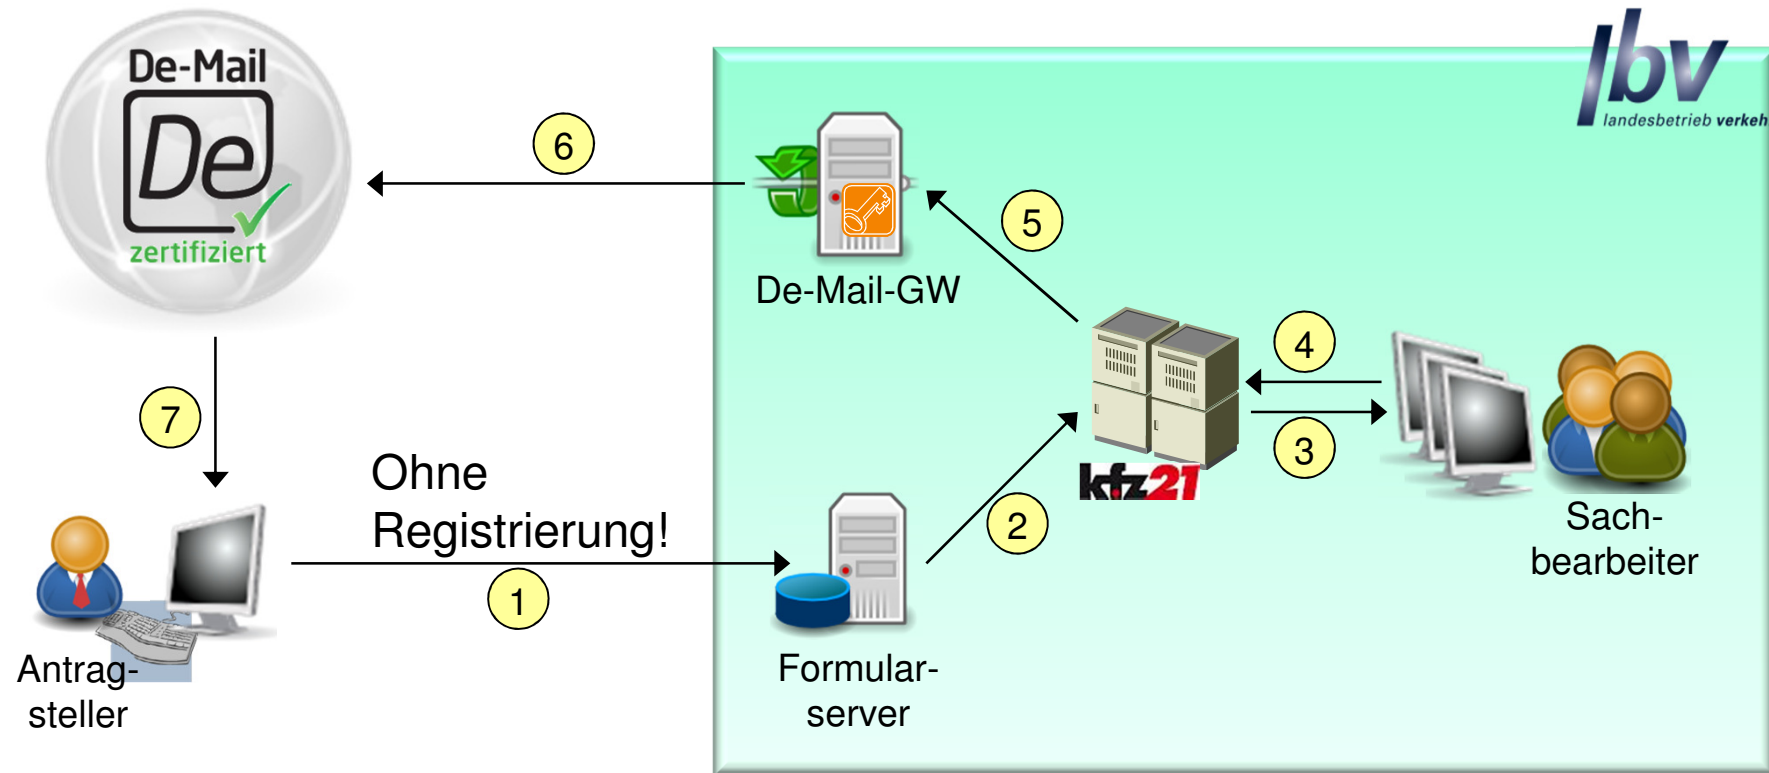 De-Mail
De
zertifiziert
lbv
landesbetrieb verkeh
6
5
De-Mail-GW
4
7
3
kfz21
Ohne
Registrierung!
2
1
Sach-
bearbeiter
Antrag-
steller
Formular-
server